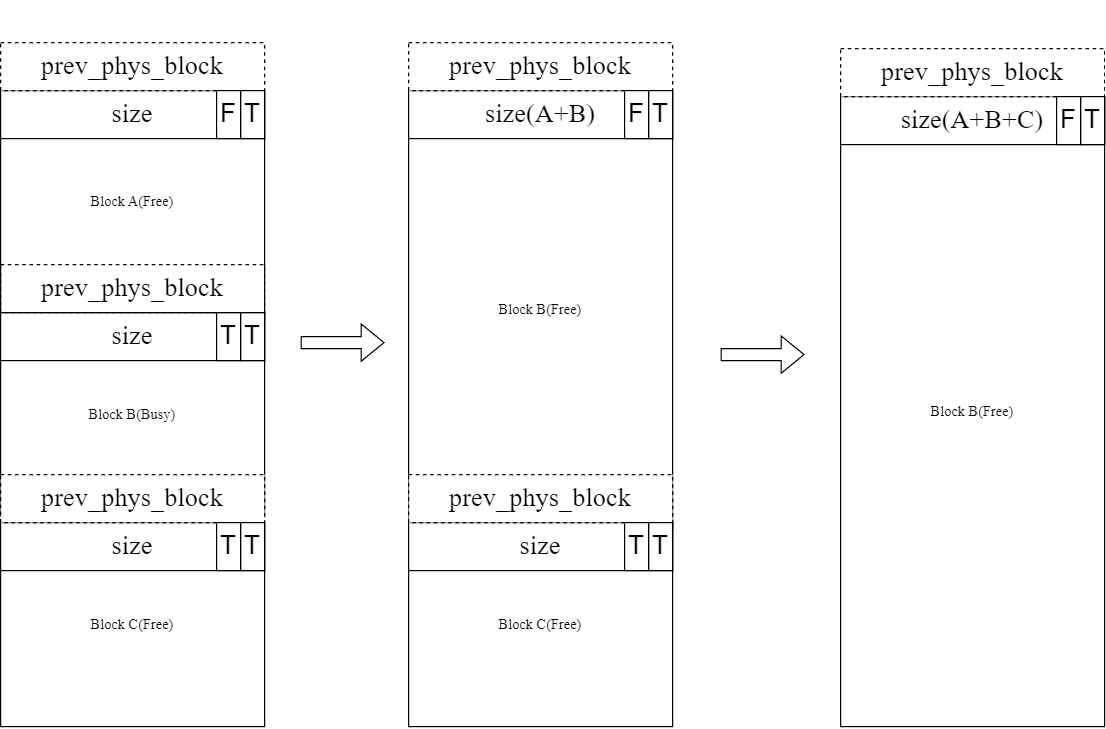 prev_phys_block
size F T
Block A(Free)
prev_phys_block
size T T
Block B(Busy)
prev_phys_block
size T T
Block C(Free)
prev_phys_block
size(A+B) F T
Block B(Free)
prev_phys_block
size T T
Block C(Free)
prev_phys_block
size(A+B+C) F T
Block B(Free)